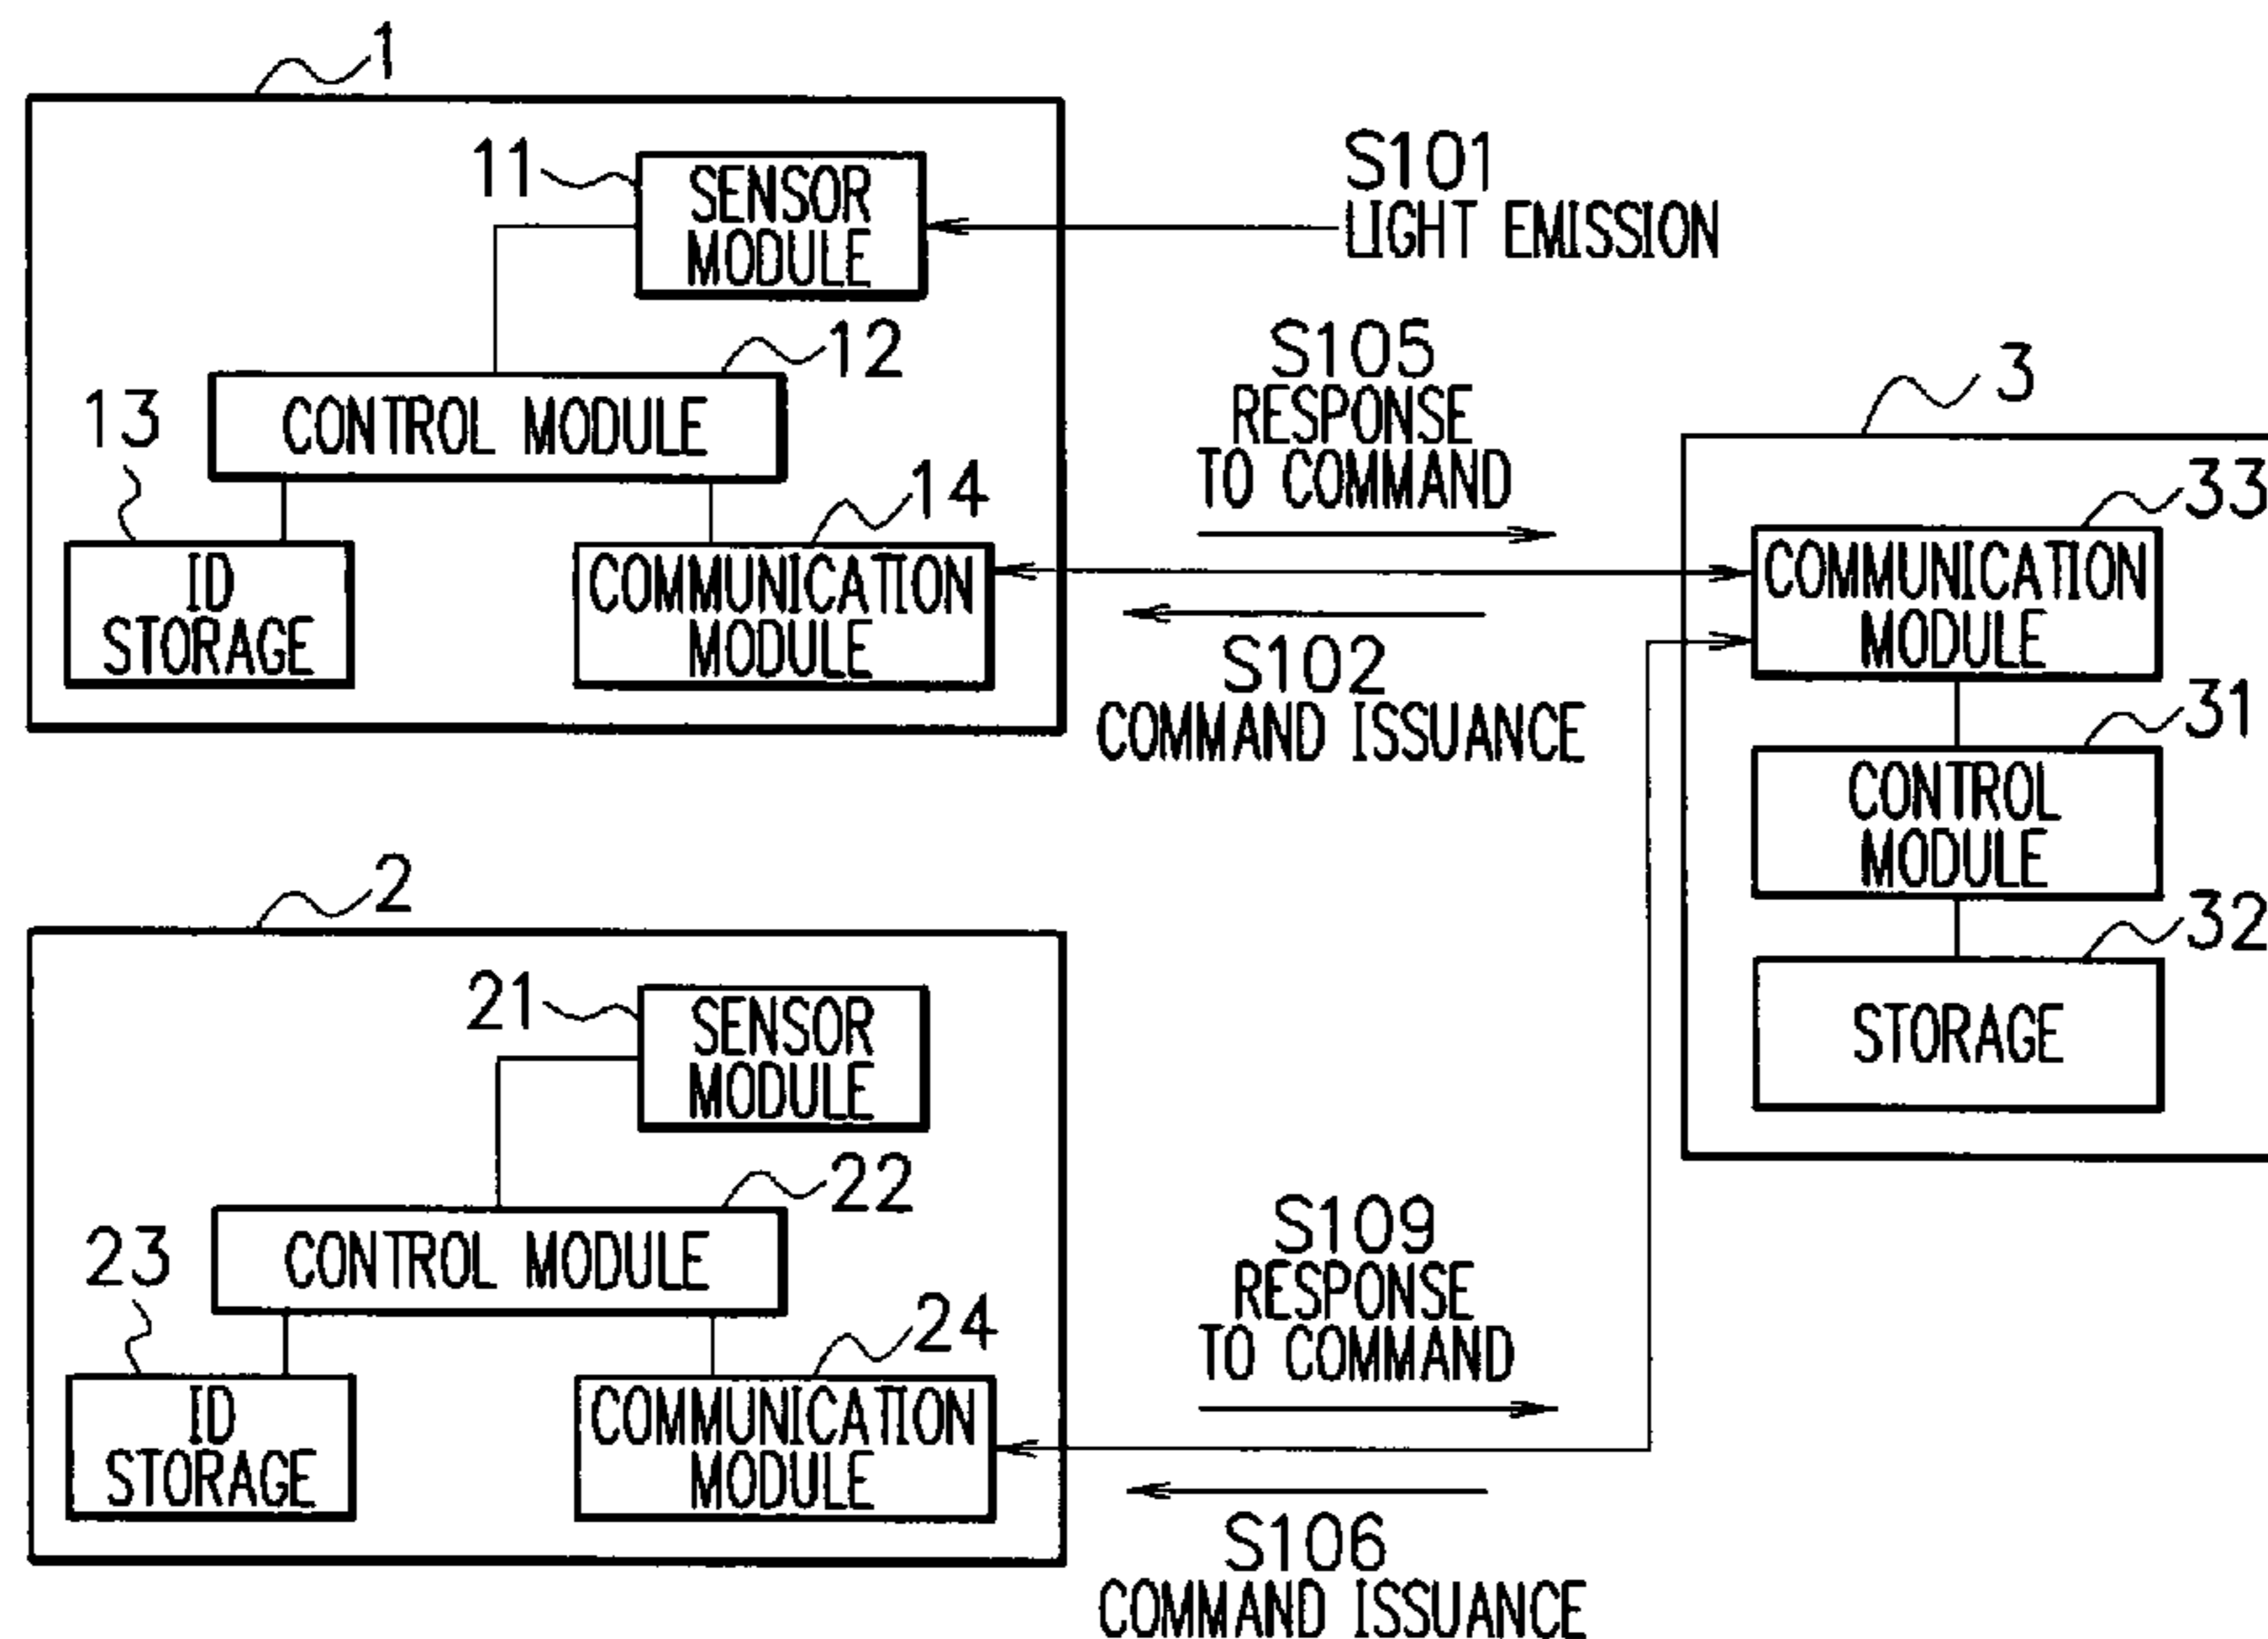 1
11
SENSOR
MODULE
S101
LIGHT EMISSION
12
13
CONTROL MODULE
14
ID
STORAGE
COMMUNICATION
MODULE
S105
RESPONSE
TO COMMAND
S102
COMMAND ISSUANCE
3
33
COMMUNICATION
MODULE
31
CONTROL
MODULE
32
STORAGE
2
21
SENSOR
MODULE
22
23
CONTROL MODULE
24
ID
STORAGE
COMMUNICATION
MODULE
S109
RESPONSE
TO COMMAND
S106
COMMAND ISSUANCE